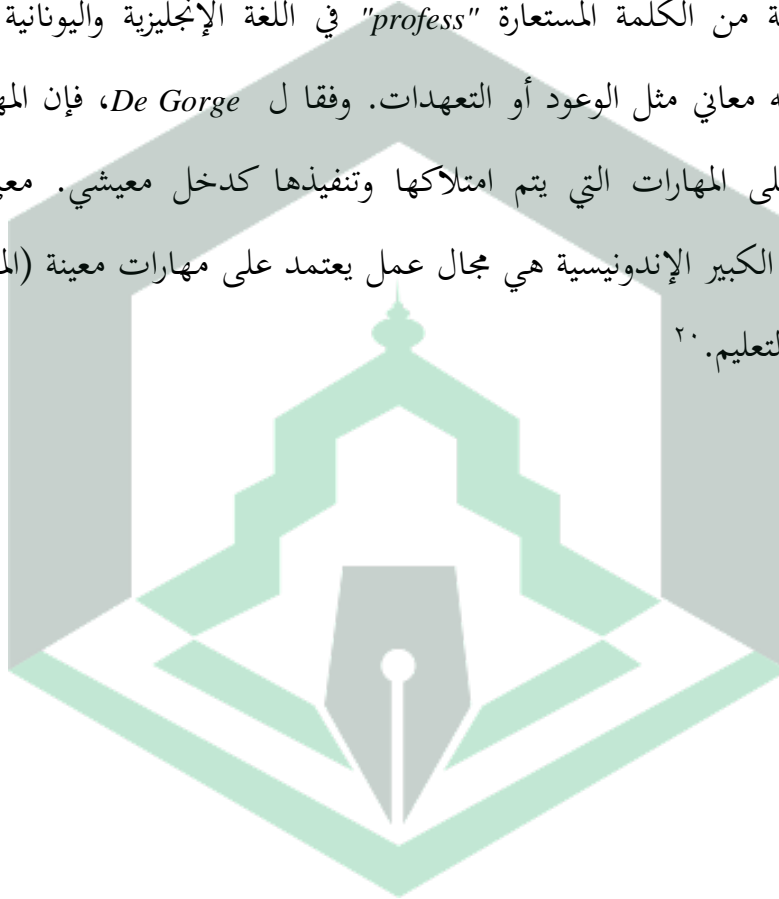 ة من الكلمة المستعارة "profess" في اللغة الإنجليزية واليونانية
ه معاني مثل الوعود أو التعهدات. وفقا ل De Gorge، فإن المه
لى المهارات التي يتم امتلاكها وتنفيذها كدخل معيشي. معي
الكبير الإندونيسية هي مجال عمل يعتمد على مهارات معينة (الم
لتعليم.٢٠